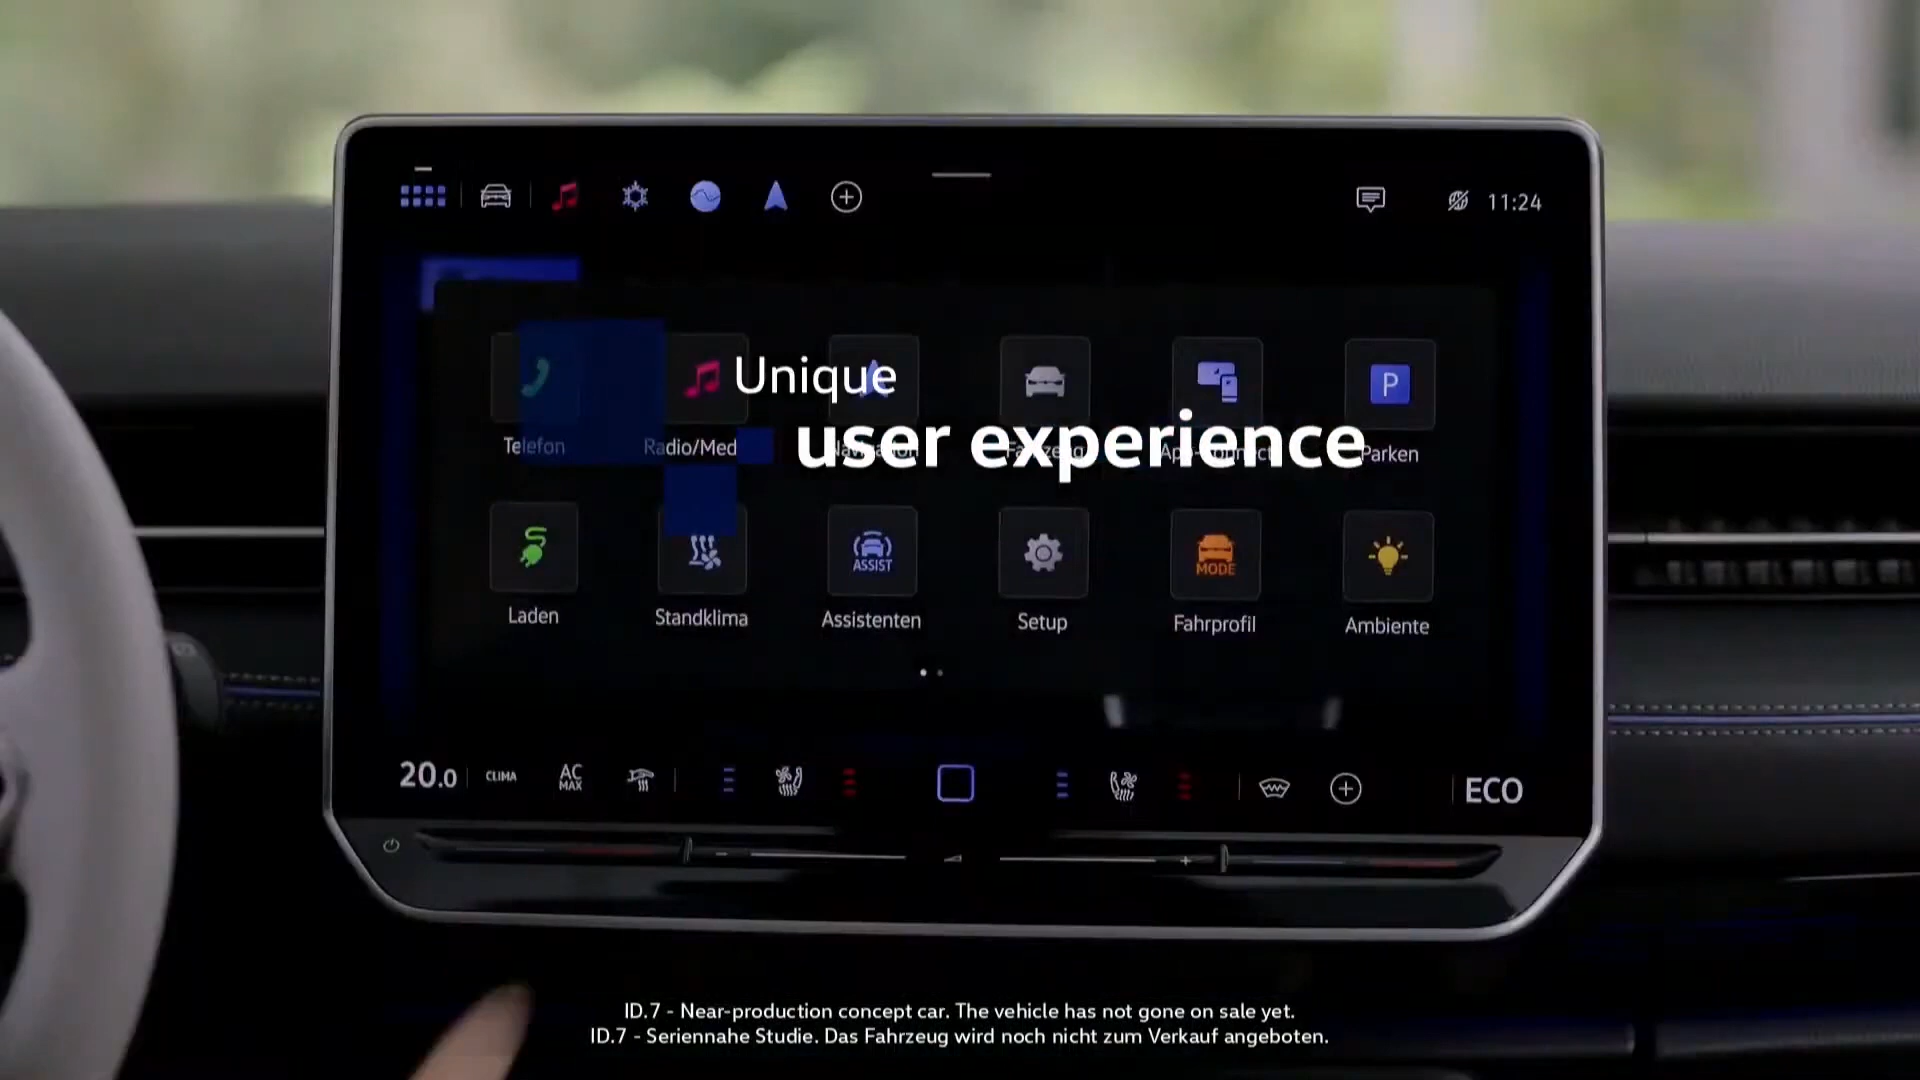 11:24
Unique
user experience
Telefon
Radio/Med
Parken
P
ASSIST
MODE
Laden
Standklima
Assistenten
Setup
Fahrprofil
Ambiente
20.0
CLIMA
AC
MAX
ECO
ID.7 - Near-production concept car. The vehicle has not gone on sale yet.
ID.7 - Seriennahe Studie. Das Fahrzeug wird noch nicht zum Verkauf angeboten.